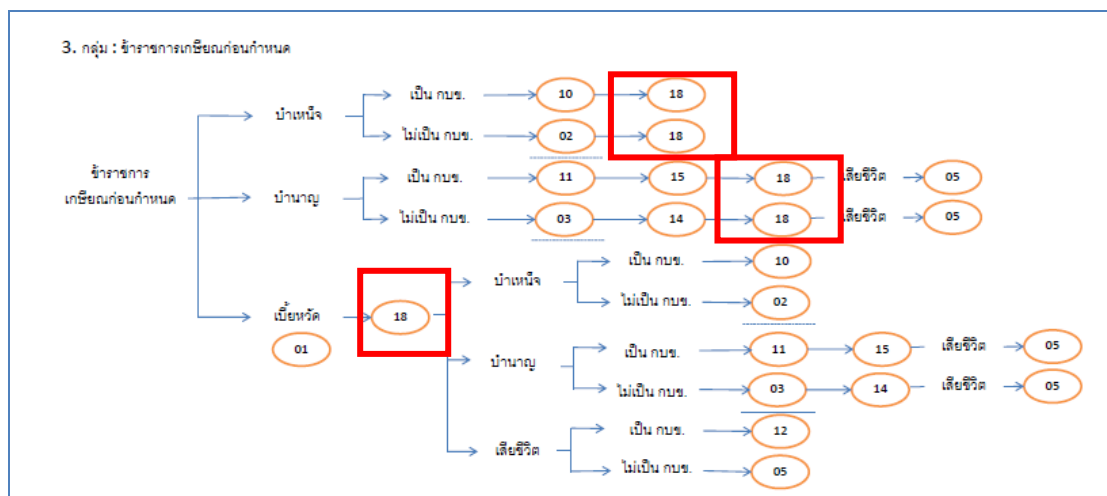 3. กลุ่ม : ข้าราชการเกษียณก่อนกำหนด
เป็น กบข. 10 18
บำเหน็จ
ไม่เป็น กบข. 02 18
ข้าราชการ
เกษียณก่อนกำหนด
เป็น กบข. 11 15 18 เสียชีวิต 05
บำนาญ
ไม่เป็น กบข. 03 14 18 เสียชีวิต 05
เป็น กบข. 10
บำเหน็จ
ไม่เป็น กบข. 02
เบี้ยหวัด 18
01
เป็น กบข. 11 15 เสียชีวิต 05
บำนาญ
ไม่เป็น กบข. 03 14 เสียชีวิต 05
เป็น กบข. 12
เสียชีวิต
ไม่เป็น กบข. 05